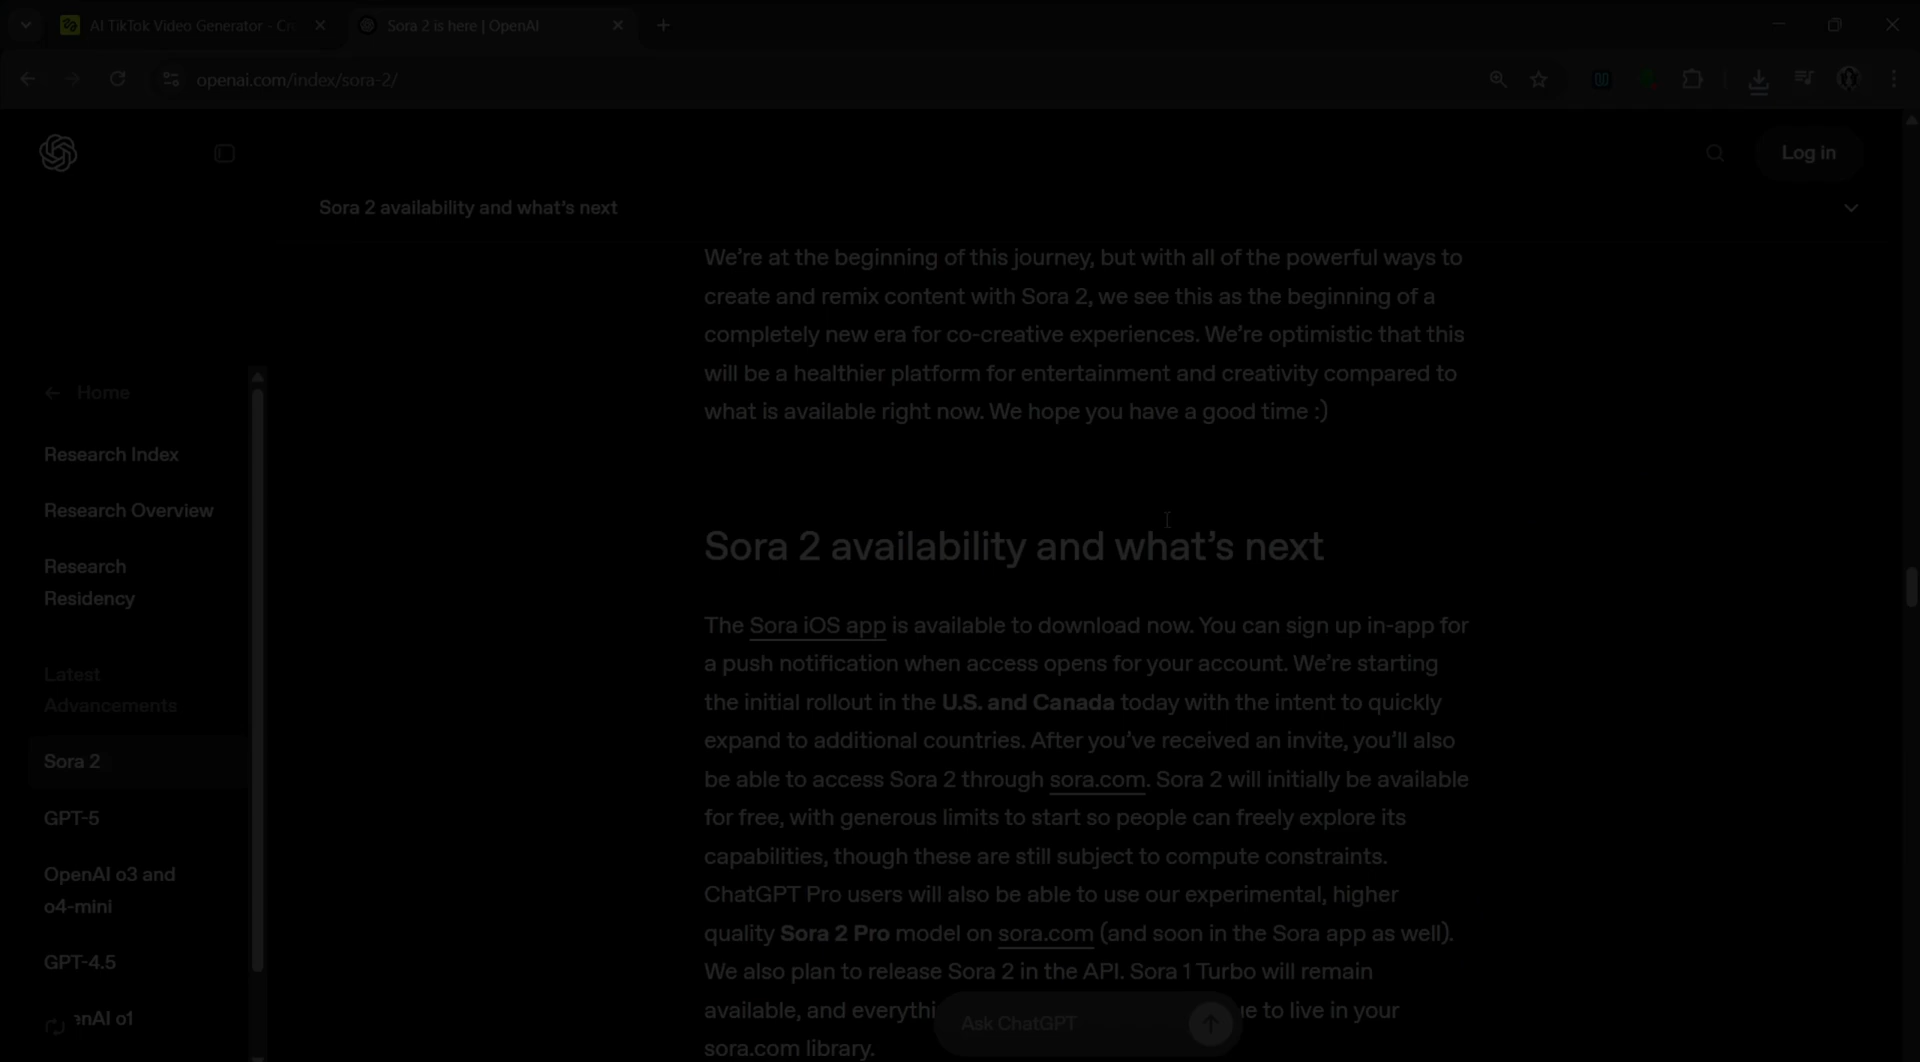 AI TikTok Video Generator - Cr
Sora 2 is here | OpenAI
openai.com/index/sora-2/
Log in
Sora 2 availability and what's next
We're at the beginning of this journey, but with all of the powerful ways to
create and remix content with Sora 2, we see this as the beginning of a
completely new era for co-creative experiences. We're optimistic that this
will be a healthier platform for entertainment and creativity compared to
what is available right now. We hope you have a good time :)
Home
Research Index
Research Overview
Research
Residency
Latest
Advancements
Sora 2
GPT-5
OpenAI o3 and
o4-mini
GPT-4.5
enAI o1
Sora 2 availability and what's next
The Sora iOS app is available to download now. You can sign up in-app for
a push notification when access opens for your account. We're starting
the initial rollout in the U.S. and Canada today with the intent to quickly
expand to additional countries. After you've received an invite, you'll also
be able to access Sora 2 through sora.com. Sora 2 will initially be available
for free, with generous limits to start so people can freely explore its
capabilities, though these are still subject to compute constraints.
ChatGPT Pro users will also be able to use our experimental, higher
quality Sora 2 Pro model on sora.com (and soon in the Sora app as well).
We also plan to release Sora 2 in the API. Sora 1 Turbo will remain
available, and everythi ue to live in your
sora.com library.
Ask ChatGPT